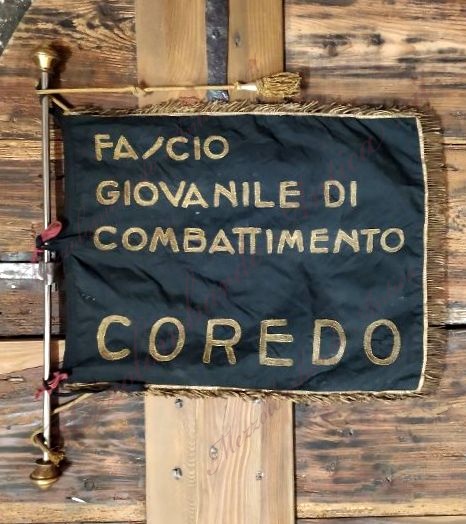 FASCIO
GIOVANILE DI
COMBATTIMENTO
COREDO